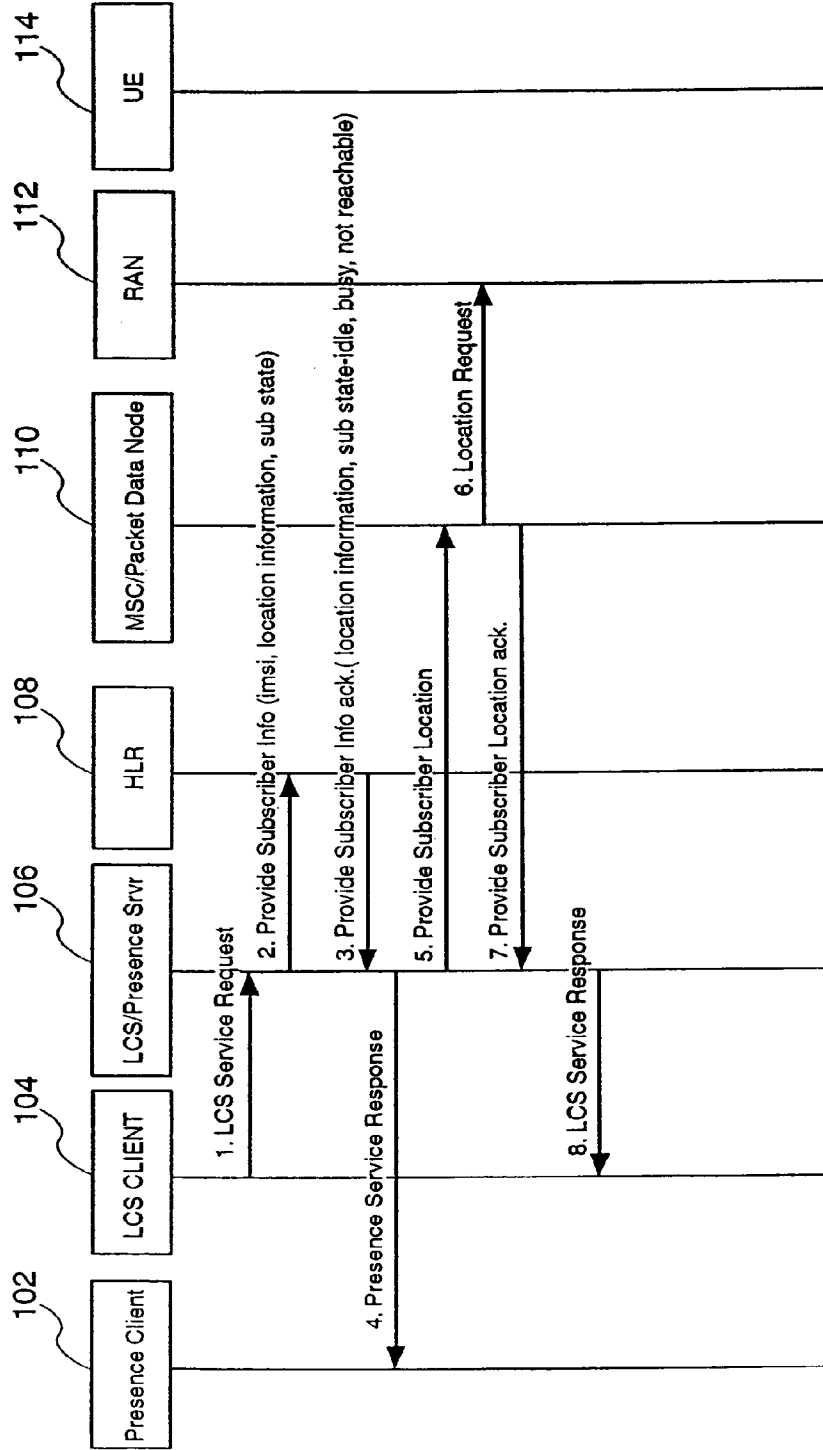 102
104
106
108
110
112
114
Presence Client
LCS CLIENT
LCS/Presence Srvr
HLR
MSC/Packet Data Node
RAN
UE
1. LCS Service Request
2. Provide Subscriber Info (imsi, location information, sub state)
3. Provide Subscriber Info ack.( location information, sub state-idle, busy, not reachable)
4. Presence Service Response
5. Provide Subscriber Location
6. Location Request
7. Provide Subscriber Location ack.
8. LCS Service Response